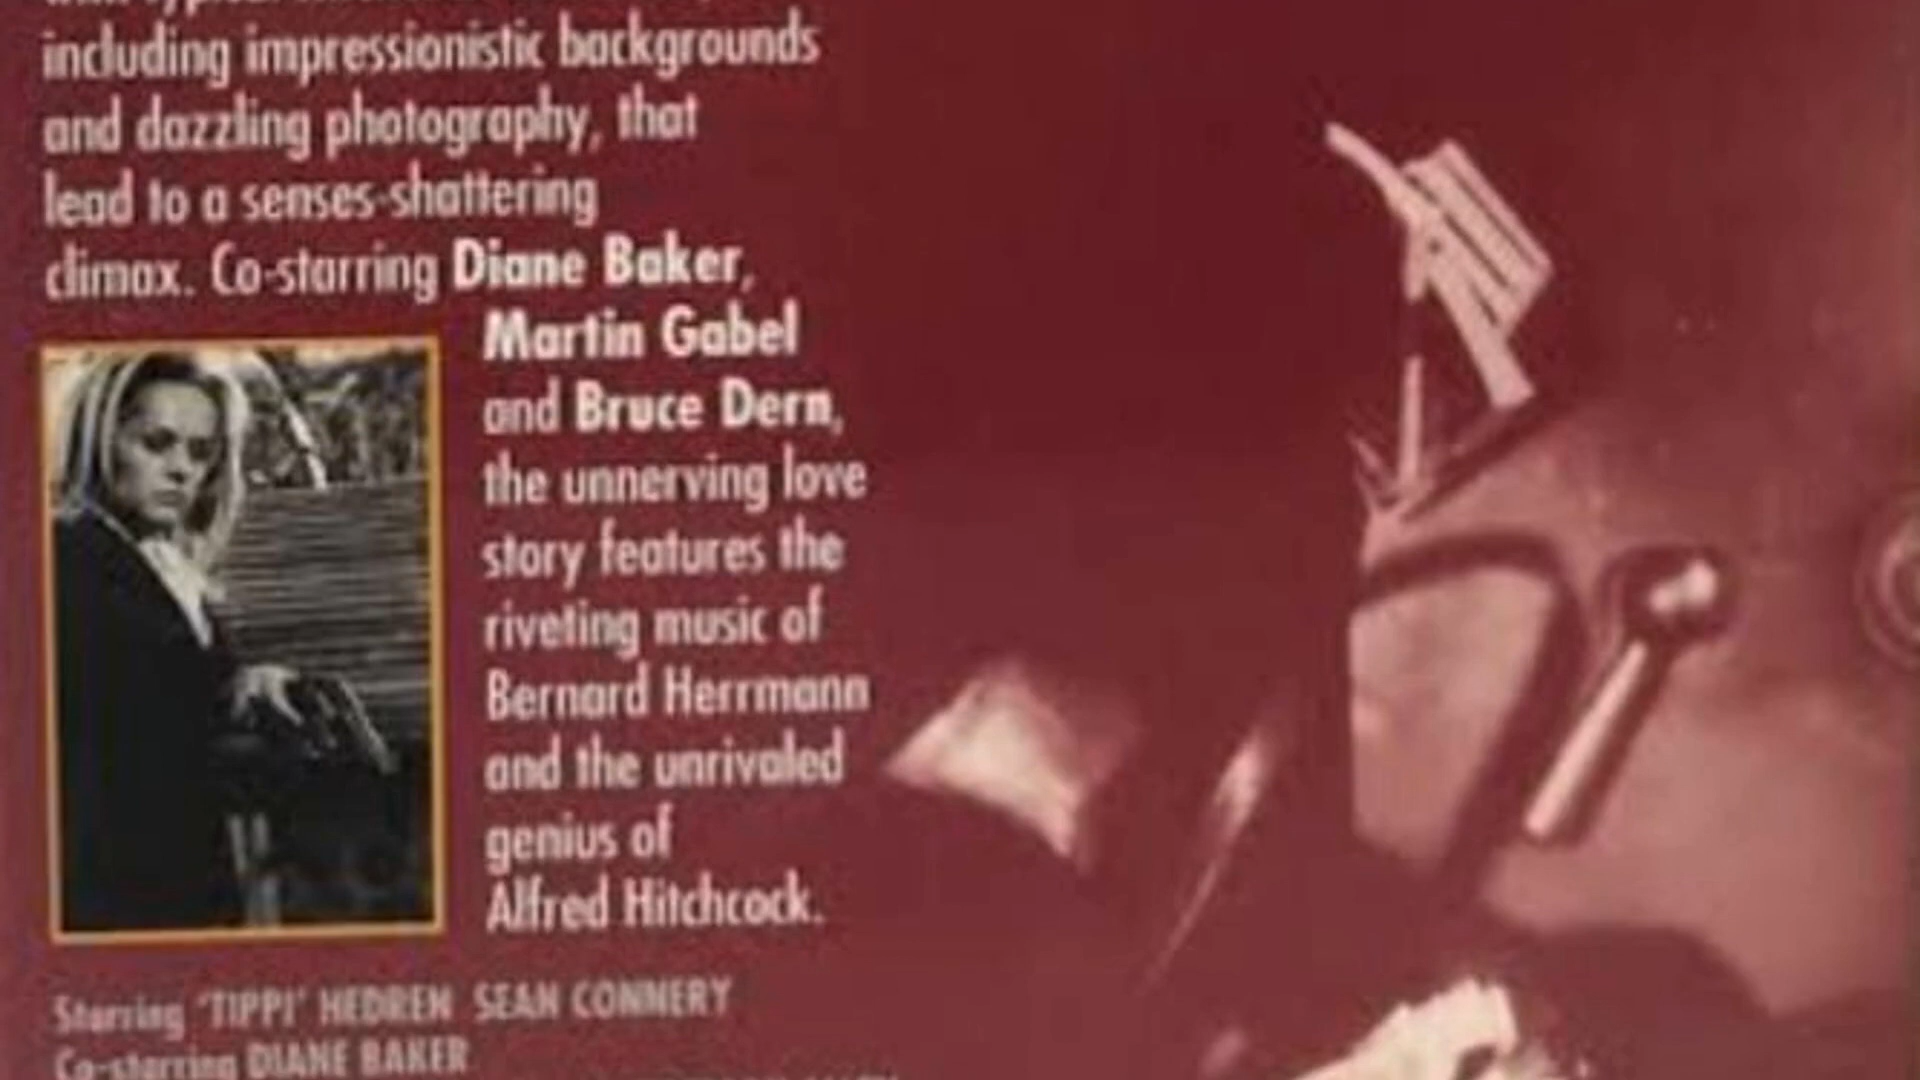 including impressionistic backgrounds
and dazzling photography, that
lead to a senses-shattering
climax. Co-starring Diane Baker,
Martin Gabel
and Bruce Dern,
the unnerving love
story features the
riveting music of
Bernard Herrmann
and the unrivaled
genius of
Alfred Hitchcock.
Starring 'TIPPI' HEDREN SEAN CONNERY
Co-starring DIANE BAKER